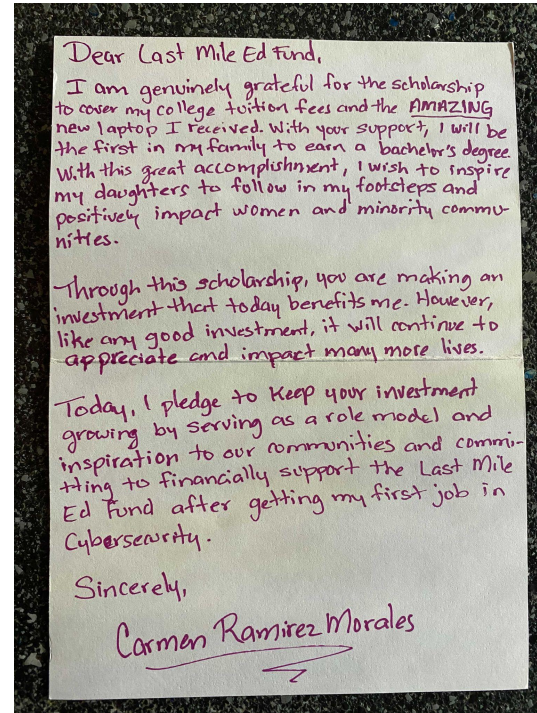 Dear Last Mile Ed Fund,
I am genuinely grateful for the scholarship
to cover my college tuition fees and the AMAZING
new laptop I received. With your support, I will be
the first in my family to earn a bachelor's degree.
With this great accomplishment, I wish to inspire
my daughters to follow in my footsteps and
positively impact women and minority commu-
nities.
Through this scholarship, you are making an
investment that today benefits me. However,
like any good investment, it will continue to
appreciate and impact many more lives.
Today, I pledge to keep your investment
growing by serving as a role model and
inspiration to our communities and commi-
tting to financially support the Last Mile
Ed Fund after getting my first job in
Cybersecurity.
Sincerely,
Carmen Ramirez Morales